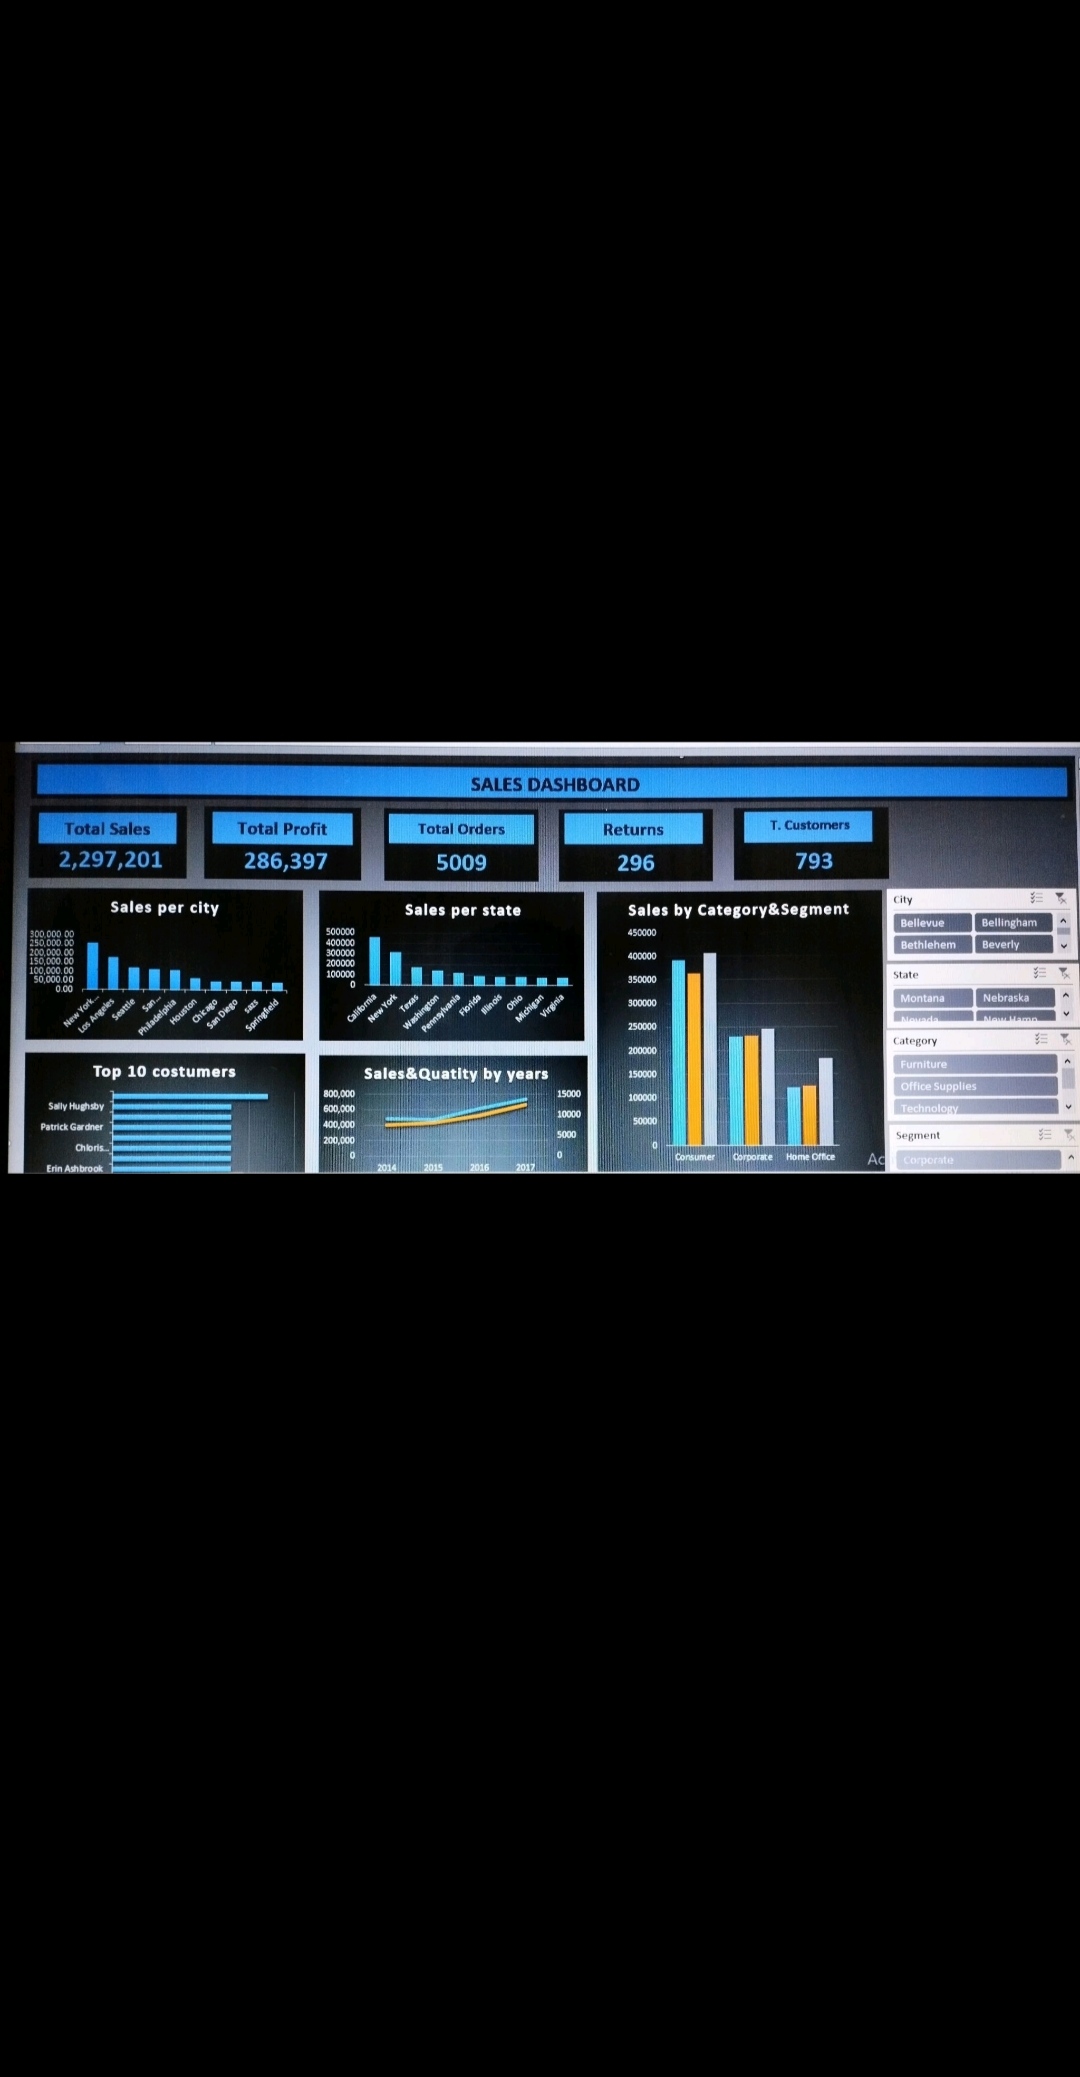 SALES DASHBOARD
Total Sales
2,297,201
Total Profit
286,397
Total Orders
5009
Returns
296
T. Customers
793
Sales per city
300,000.00
250,000.00
200,000.00
150,000.00
100,000.00
50,000.00
0.00
New York...
Los Angeles
Seattle
San...
Philadelphia
Houston
Chicago
San Diego
Springfield
Sales per state
500000
400000
300000
200000
100000
0
California
New York
Texas
Washington
Pennsylvania
Florida
Illinois
Ohio
Michigan
Virginia
Sales by Category&Segment
450000
400000
350000
300000
250000
200000
150000
100000
50000
0
Consumer
Corporate
Home Office
Top 10 costumers
Sally Hughsby
Patrick Gardner
Chloris...
Erin Ashbrook
Sales&Quatity by years
800,000
600,000
400,000
200,000
0
15000
10000
5000
0
2014 2015 2016 2017
City
Bellevue Bellingham
Bethlehem Beverly
State
Montana Nebraska
Nevada New Hamp
Category
Furniture
Office Supplies
Technology
Segment
Corporate
Ac